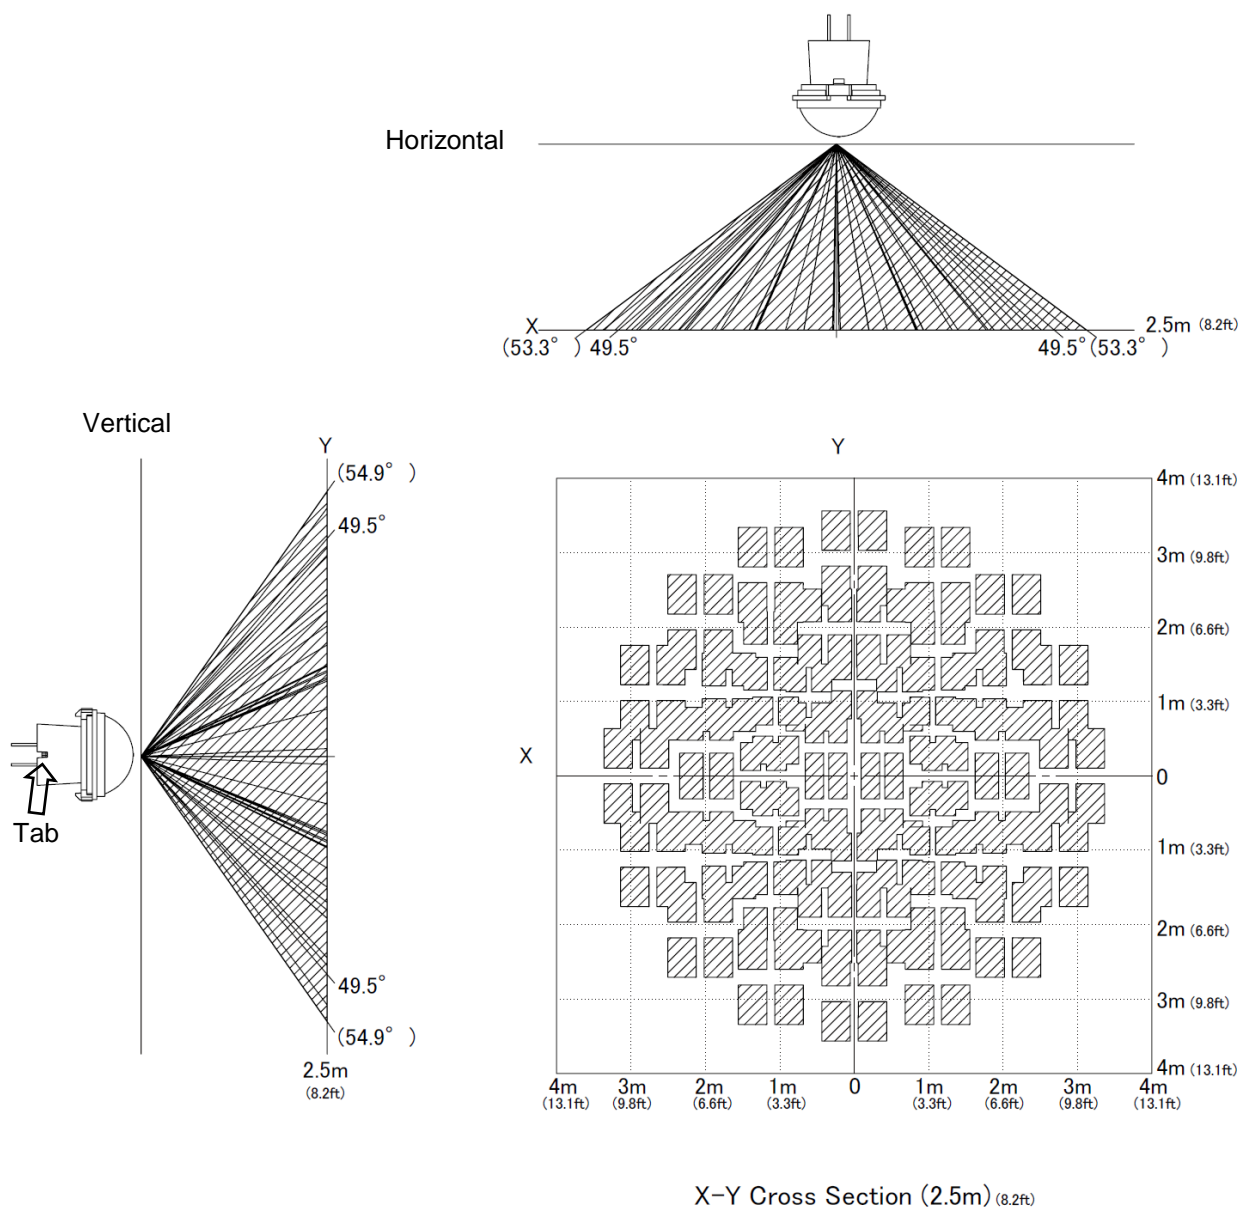 Horizontal
X
2.5m (8.2ft)
(53.3° ) 49.5°
49.5° (53.3° )
Vertical
Y
(54.9° )
49.5°
Tab
49.5°
(54.9° )
2.5m
(8.2ft)
Y
4m (13.1ft)
3m (9.8ft)
2m (6.6ft)
1m (3.3ft)
X
0
1m (3.3ft)
2m (6.6ft)
3m (9.8ft)
4m (13.1ft)
4m 3m 2m 1m 0 1m 2m 3m 4m
(13.1ft) (9.8ft) (6.6ft) (3.3ft) (3.3ft) (6.6ft) (9.8ft) (13.1ft)
X-Y Cross Section (2.5m) (8.2ft)